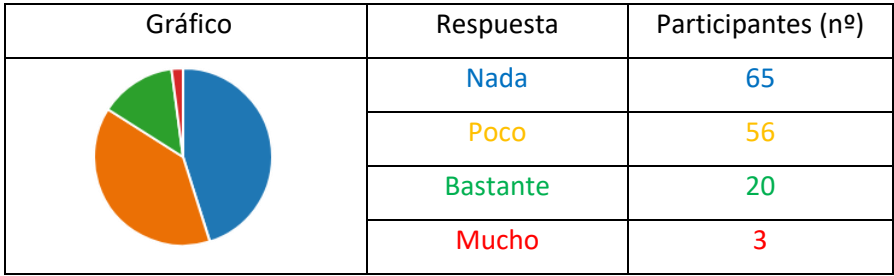 Gráfico Respuesta Participantes (nº)
Nada 65
Poco 56
Bastante 20
Mucho 3